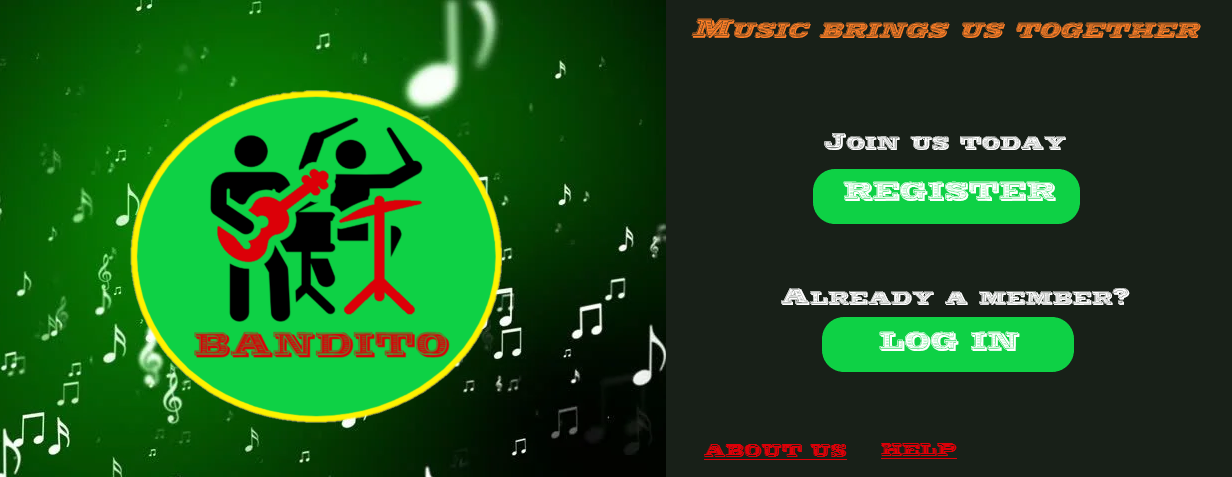 BANDITO
Music brings us together
Join us today
REGISTER
Already a member?
LOG IN
ABOUT US
HELP